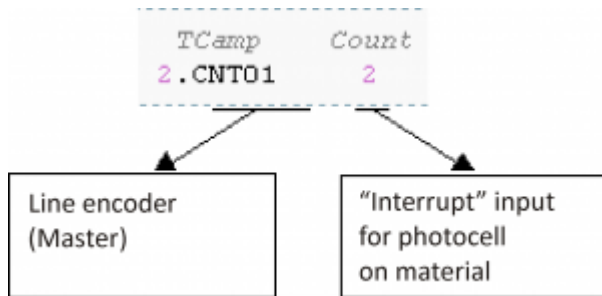 TCamp Count
2.CNT01 2
Line encoder
(Master)
“Interrupt” input
for photocell
on material